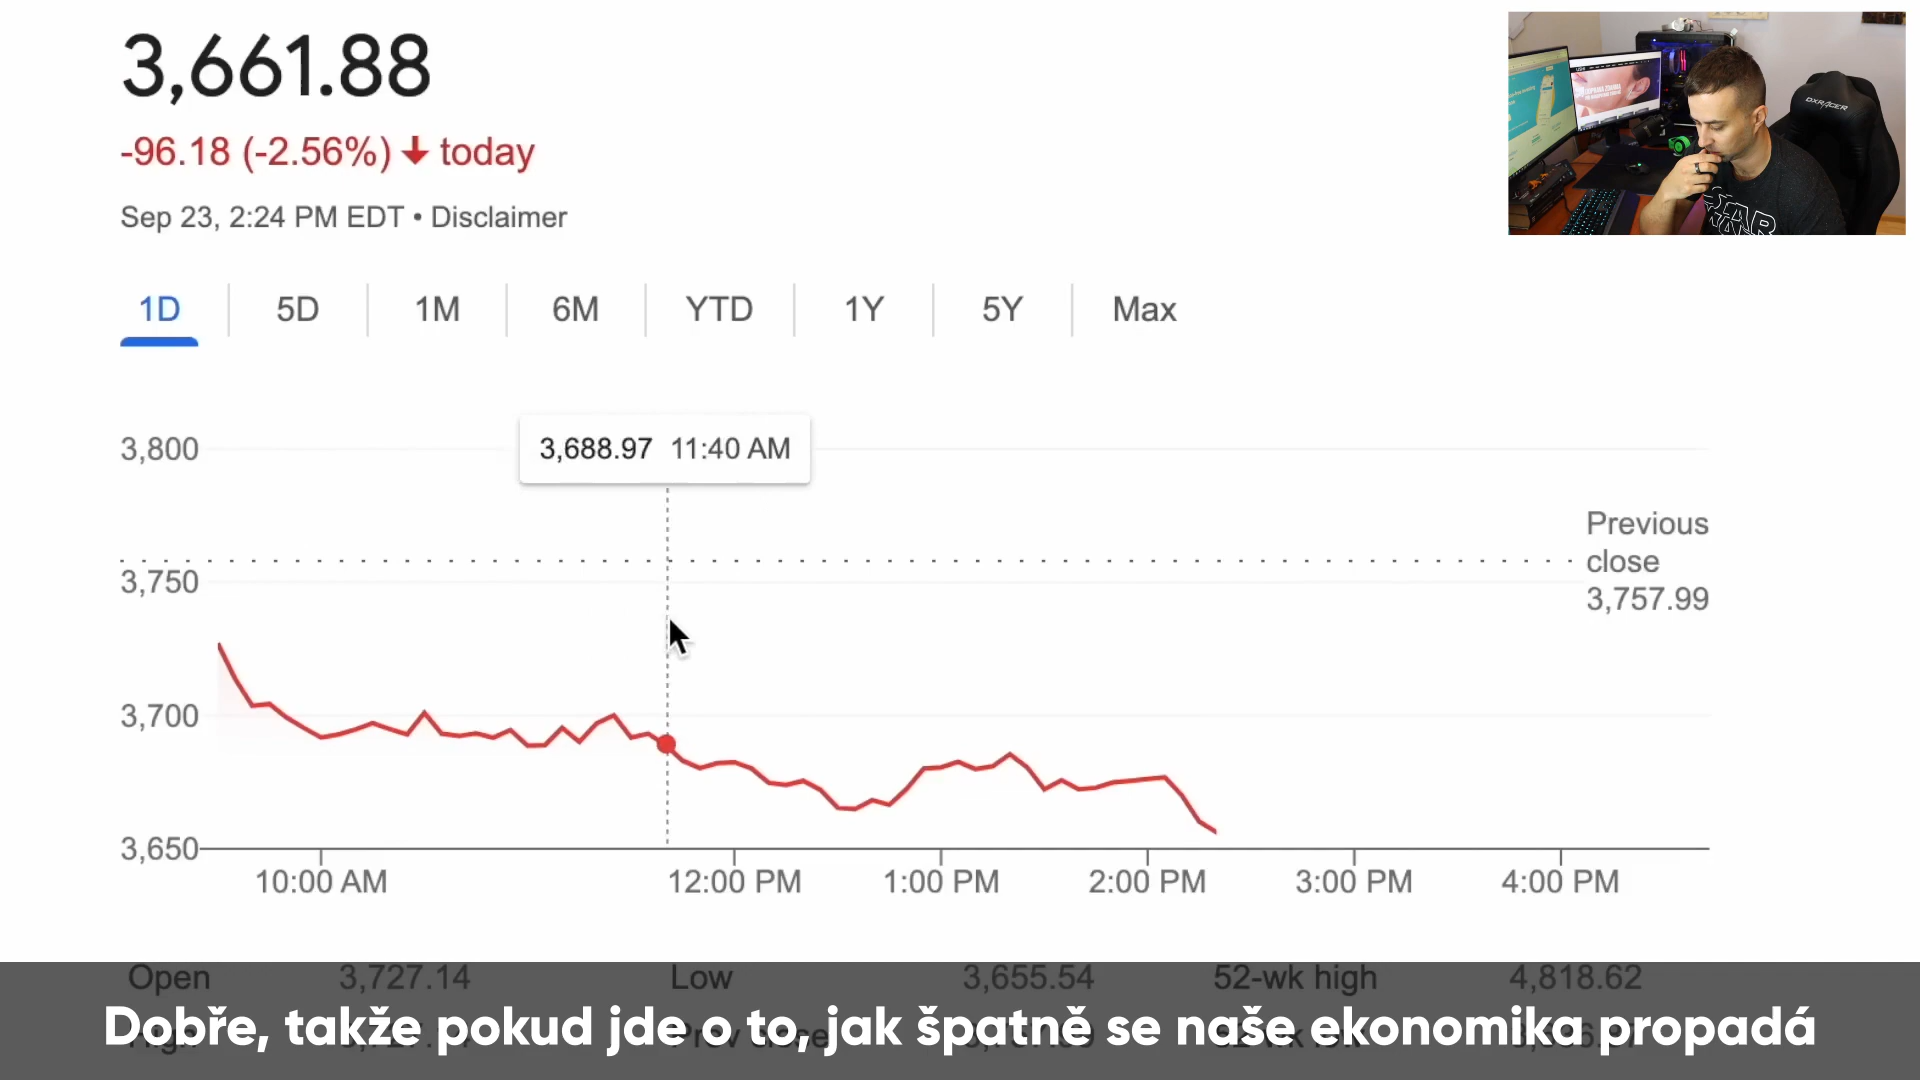 3,661.88
-96.18 (-2.56%) ↓ today
Sep 23, 2:24 PM EDT • Disclaimer
1D 5D 1M 6M YTD 1Y 5Y Max
3,688.97 11:40 AM
3,800
3,750
3,700
3,650
Previous
close
3,757.99
10:00 AM 12:00 PM 1:00 PM 2:00 PM 3:00 PM 4:00 PM
Open 3,727.14 Low 3,655.54 52-wk high 4,818.62
Dobře, takže pokud jde o to, jak špatně se naše ekonomika propadá
DXRACER